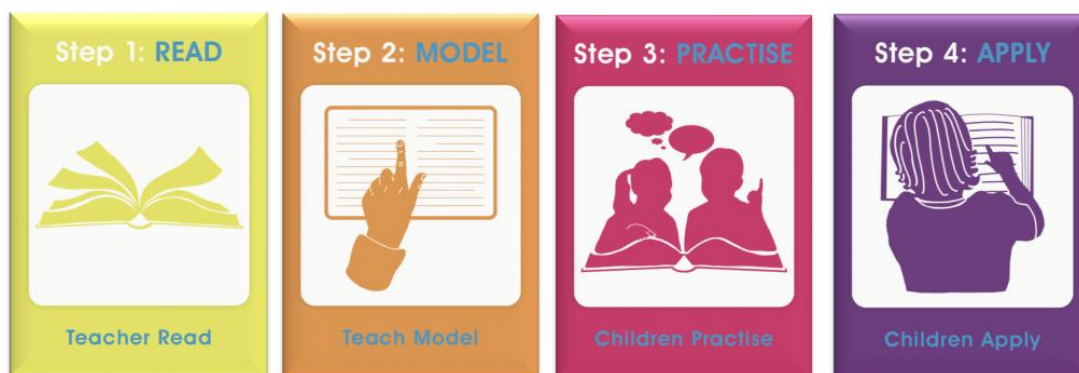 Step 1: READ
Teacher Read
Step 2: MODEL
Teach Model
Step 3: PRACTISE
Children Practise
Step 4: APPLY
Children Apply